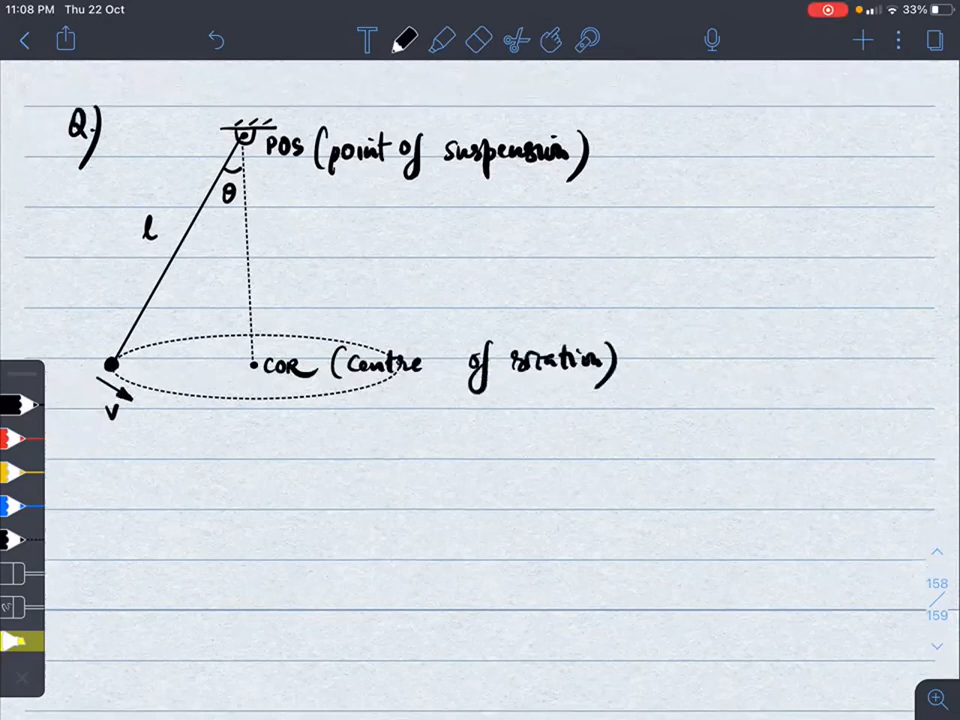 11:08 PM Thu 22 Oct
33%
T
Q)
POS (point of suspension)
θ
l
COR (Centre of rotation)
v
158
159